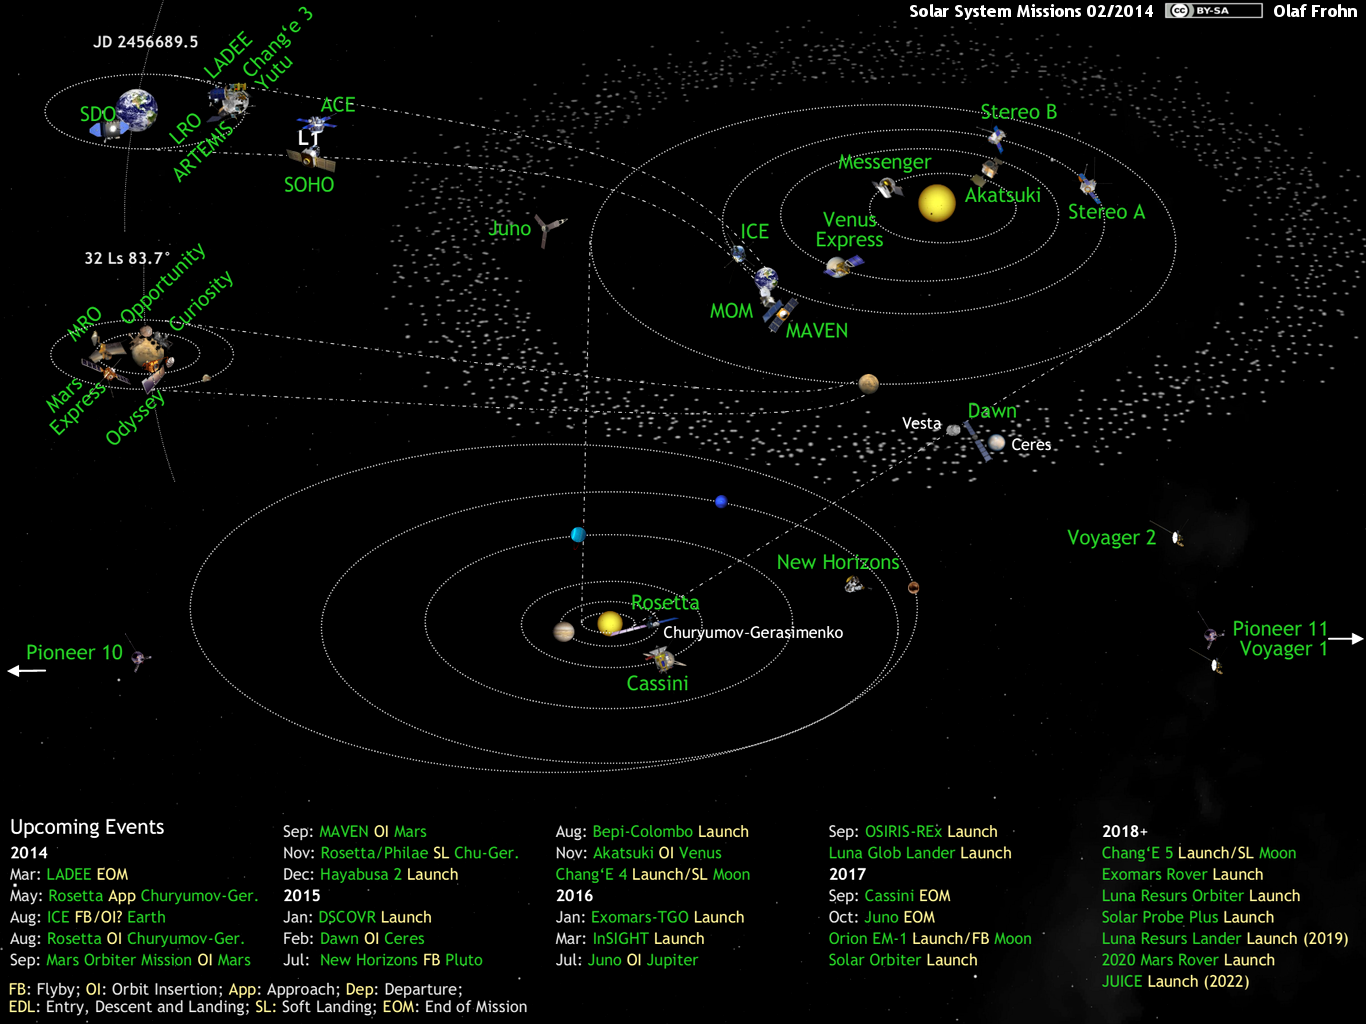 Solar System Missions 02/2014 cc BY-SA Olaf Frohn
JD 2456689.5
LADEE
Chang‘e 3
Yutu
SDO
LRO
ARTEMIS
ACE
L1
SOHO
Stereo B
Messenger
Akatsuki
Stereo A
Juno
Venus
Express
ICE
MOM
MAVEN
32 Ls 83.7°
MRO
Opportunity
Curiosity
Mars
Express
Odyssey
Vesta
Dawn
Ceres
Voyager 2
New Horizons
Rosetta
Churyumov-Gerasimenko
Cassini
Pioneer 10
Pioneer 11
Voyager 1
Upcoming Events
2014
Mar: LADEE EOM
May: Rosetta App Churyumov-Ger.
Aug: ICE FB/OI? Earth
Aug: Rosetta OI Churyumov-Ger.
Sep: Mars Orbiter Mission OI Mars
Sep: MAVEN OI Mars
Nov: Rosetta/Philae SL Chu-Ger.
Dec: Hayabusa 2 Launch
2015
Jan: DSCOVR Launch
Feb: Dawn OI Ceres
Jul: New Horizons FB Pluto
Aug: Bepi-Colombo Launch
Nov: Akatsuki OI Venus
Chang‘E 4 Launch/SL Moon
2016
Jan: Exomars-TGO Launch
Mar: InSIGHT Launch
Jul: Juno OI Jupiter
Sep: OSIRIS-REx Launch
Luna Glob Lander Launch
2017
Sep: Cassini EOM
Oct: Juno EOM
Orion EM-1 Launch/FB Moon
Solar Orbiter Launch
2018+
Chang‘E 5 Launch/SL Moon
Exomars Rover Launch
Luna Resurs Orbiter Launch
Solar Probe Plus Launch
Luna Resurs Lander Launch (2019)
2020 Mars Rover Launch
JUICE Launch (2022)
FB: Flyby; OI: Orbit Insertion; App: Approach; Dep: Departure;
EDL: Entry, Descent and Landing; SL: Soft Landing; EOM: End of Mission